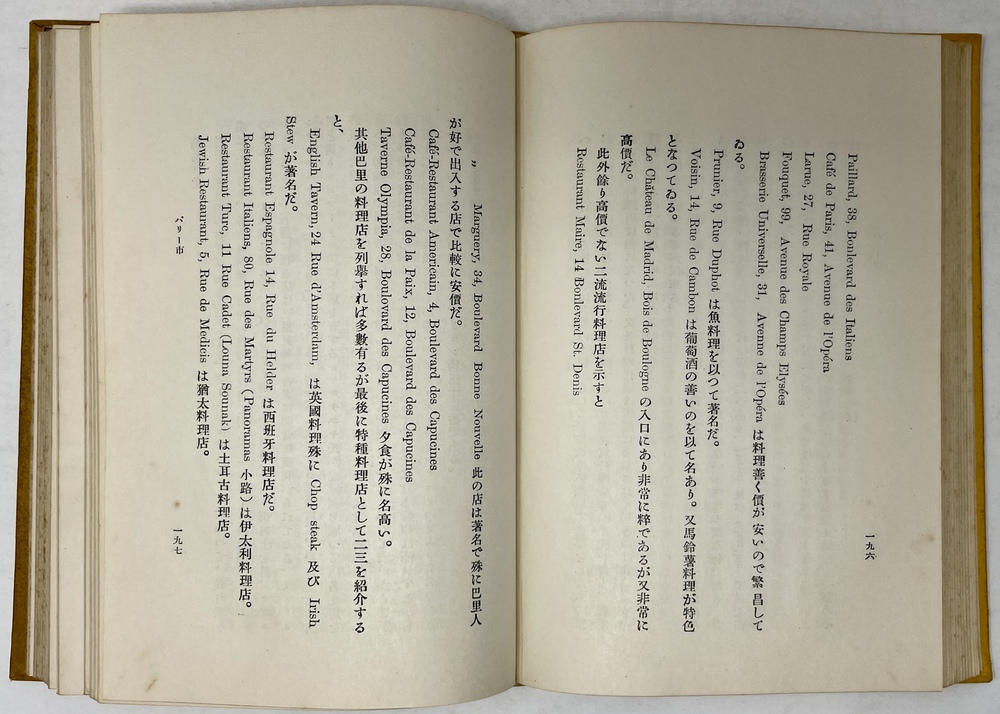 一九六
Paillard, 38, Bonlevard des Italiens
Café de Paris, 41, Avenue de l'Opéra
Larue, 27, Rue Royale
Fouquet, 99, Avenue des Champs Elysées
Brasserie Universelle, 31, Avenne de l'Opéra は料理善く價が安いので繁昌して
ゐる。
Prunier, 9, Rue Duphot は魚料理を以つて著名だ。
Voisin, 14, Rue de Cambon は葡萄酒の善いのを以て名あり。又馬鈴薯料理が特色
となつてゐる。
Le Château de Madrid, Bois de Boulogne の入口にあり非常に粹であるが又非常に
高價だ。
此外餘り高價でない二流流行料理店を示すと
Restaurant Maire, 14 Bonlevard St. Denis
〃 Marguery, 34, Boulevard Bonne Nouvelle 此の店は著名で殊に巴里人
が好で出入する店で比較に安價だ。
Café-Restaurant Americain, 4, Boulevard des Capucines
Café-Restaurant de la Paix, 12, Boulevard des Capucines
Taverne Olympia, 28, Boulovard des Capucines 夕食が殊に名高い。
其他巴里の料理店を列擧すれば多數有るが最後に特種料理店として二三を紹介する
と、
English Tavern, 24 Rue d'Amsterdam, は英國料理殊に Chop steak 及び Irish
Stew が著名だ。
Restaurant Espagnole 14, Rue du Helder は西班牙料理店だ。
Restaurant Italiens, 80, Rue des Martyrs (Panoramas 小路) は伊太利料理店。
Restaurant Turc, 11 Rue Cadet (Louna Sounak) は土耳古料理店。
Jewish Restaurant, 5, Rue de Medicis は猶太料理店。
ペリー市
一九七